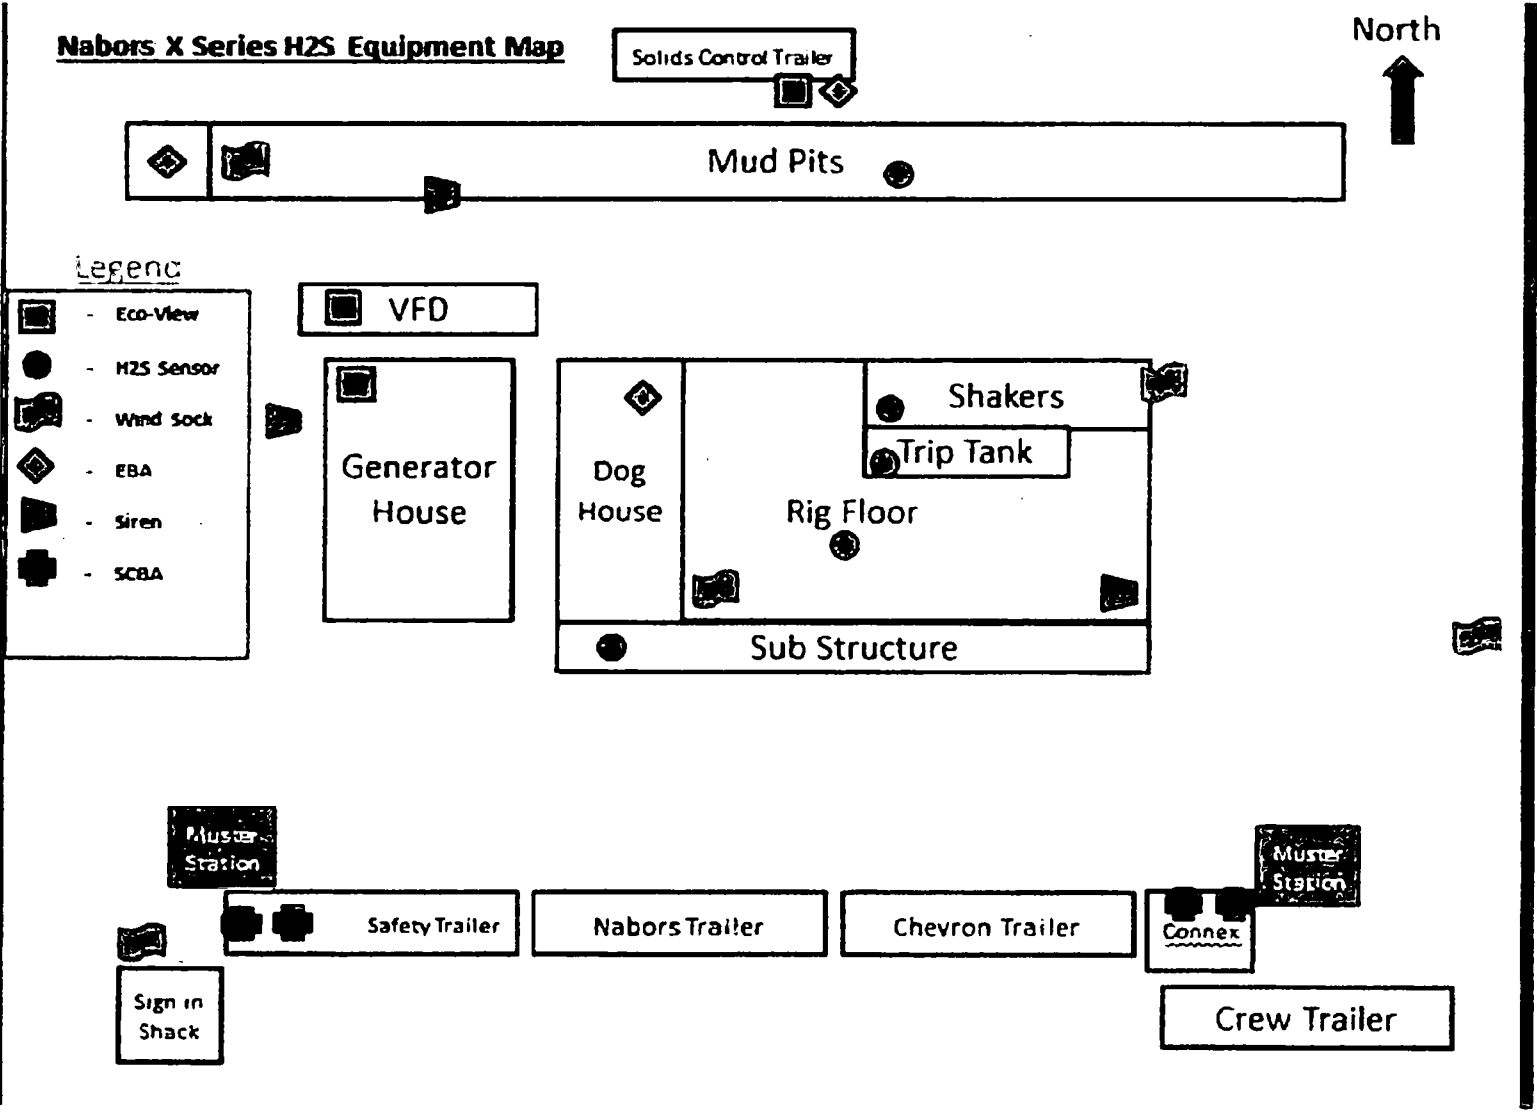 Nabors X Series H2S Equipment Map
Solids Control Trailer
North
Mud Pits
Legend
Eco-View
- H2S Sensor
- Wind Sock
- EBA
- Siren
- SCBA
VFD
Generator
House
Dog
House
Shakers
Trip Tank
Rig Floor
Sub Structure
Muster
Station
Muster
Station
Safety Trailer
Nabors Trailer
Chevron Trailer
Connex
Sign in
Shack
Crew Trailer